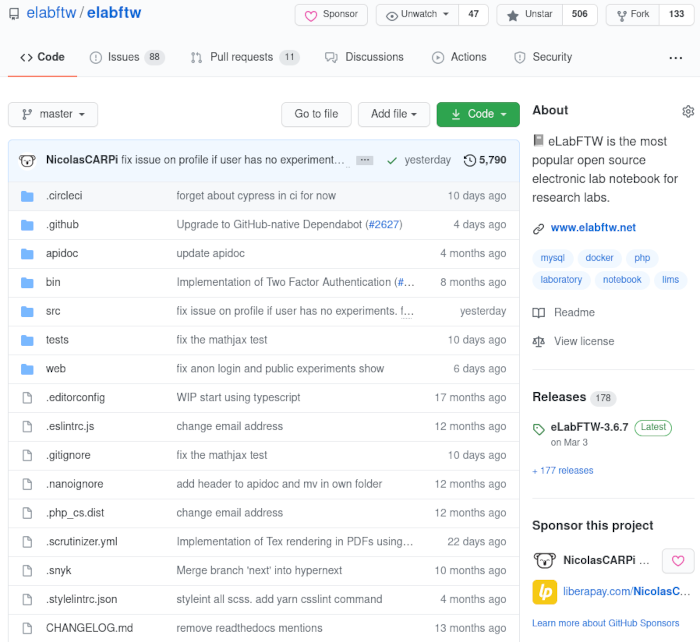 elabftw / elabftw
Sponsor
Unwatch
47
Unstar
506
Fork
133
Code
Issues 88
Pull requests 11
Discussions
Actions
Security
...
master
Go to file
Add file
Code
NicolasCARPi fix issue on profile if user has no experiment… ... yesterday 5,790
.circleci forget about cypress in ci for now 10 days ago
.github Upgrade to GitHub-native Dependabot (#2627) 4 days ago
apidoc update apidoc 4 months ago
bin Implementation of Two Factor Authentication (#… 8 months ago
src fix issue on profile if user has no experiments. f… yesterday
tests fix the mathjax test 10 days ago
web fix anon login and public experiments show 6 days ago
.editorconfig WIP start using typescript 17 months ago
.eslintrc.js change email address 12 months ago
.gitignore fix the mathjax test 10 days ago
.nanoignore add header to apidoc and mv in own folder 12 months ago
.php_cs.dist change email address 12 months ago
.scrutinizer.yml Implementation of Tex rendering in PDFs using… 22 days ago
.snyk Merge branch 'next' into hypernext 10 months ago
.stylelintrc.json styleint all scss. add yarn csslint command 4 months ago
CHANGELOG.md remove readthedocs mentions 13 months ago
About
eLabFTW is the most
popular open source
electronic lab notebook for
research labs.
www.elabftw.net
mysql docker php
laboratory notebook lims
Readme
View license
Releases 178
eLabFTW-3.6.7 Latest
on Mar 3
+ 177 releases
Sponsor this project
NicolasCARPi ...
lp liberapay.com/NicolasC…
Learn more about GitHub Sponsors